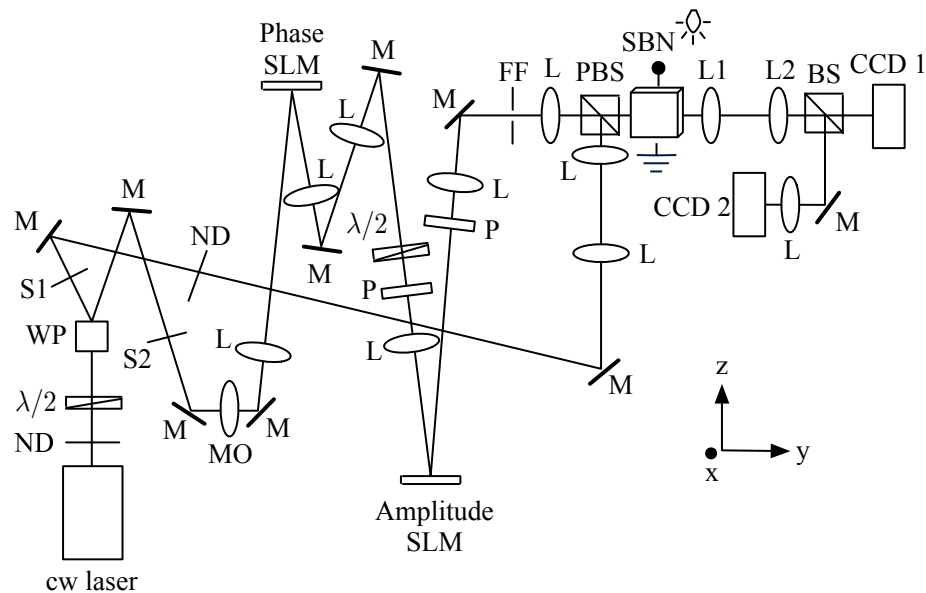 Phase
SLM
M
SBN
FF
L
PBS
L1
L2
BS
CCD 1
M
L
L
M
M
λ/2
L
P
L
CCD 2
M
L
ND
M
S1
P
L
WP
S2
L
L
M
λ/2
M
MO
M
z
ND
y
x
Amplitude
SLM
cw laser